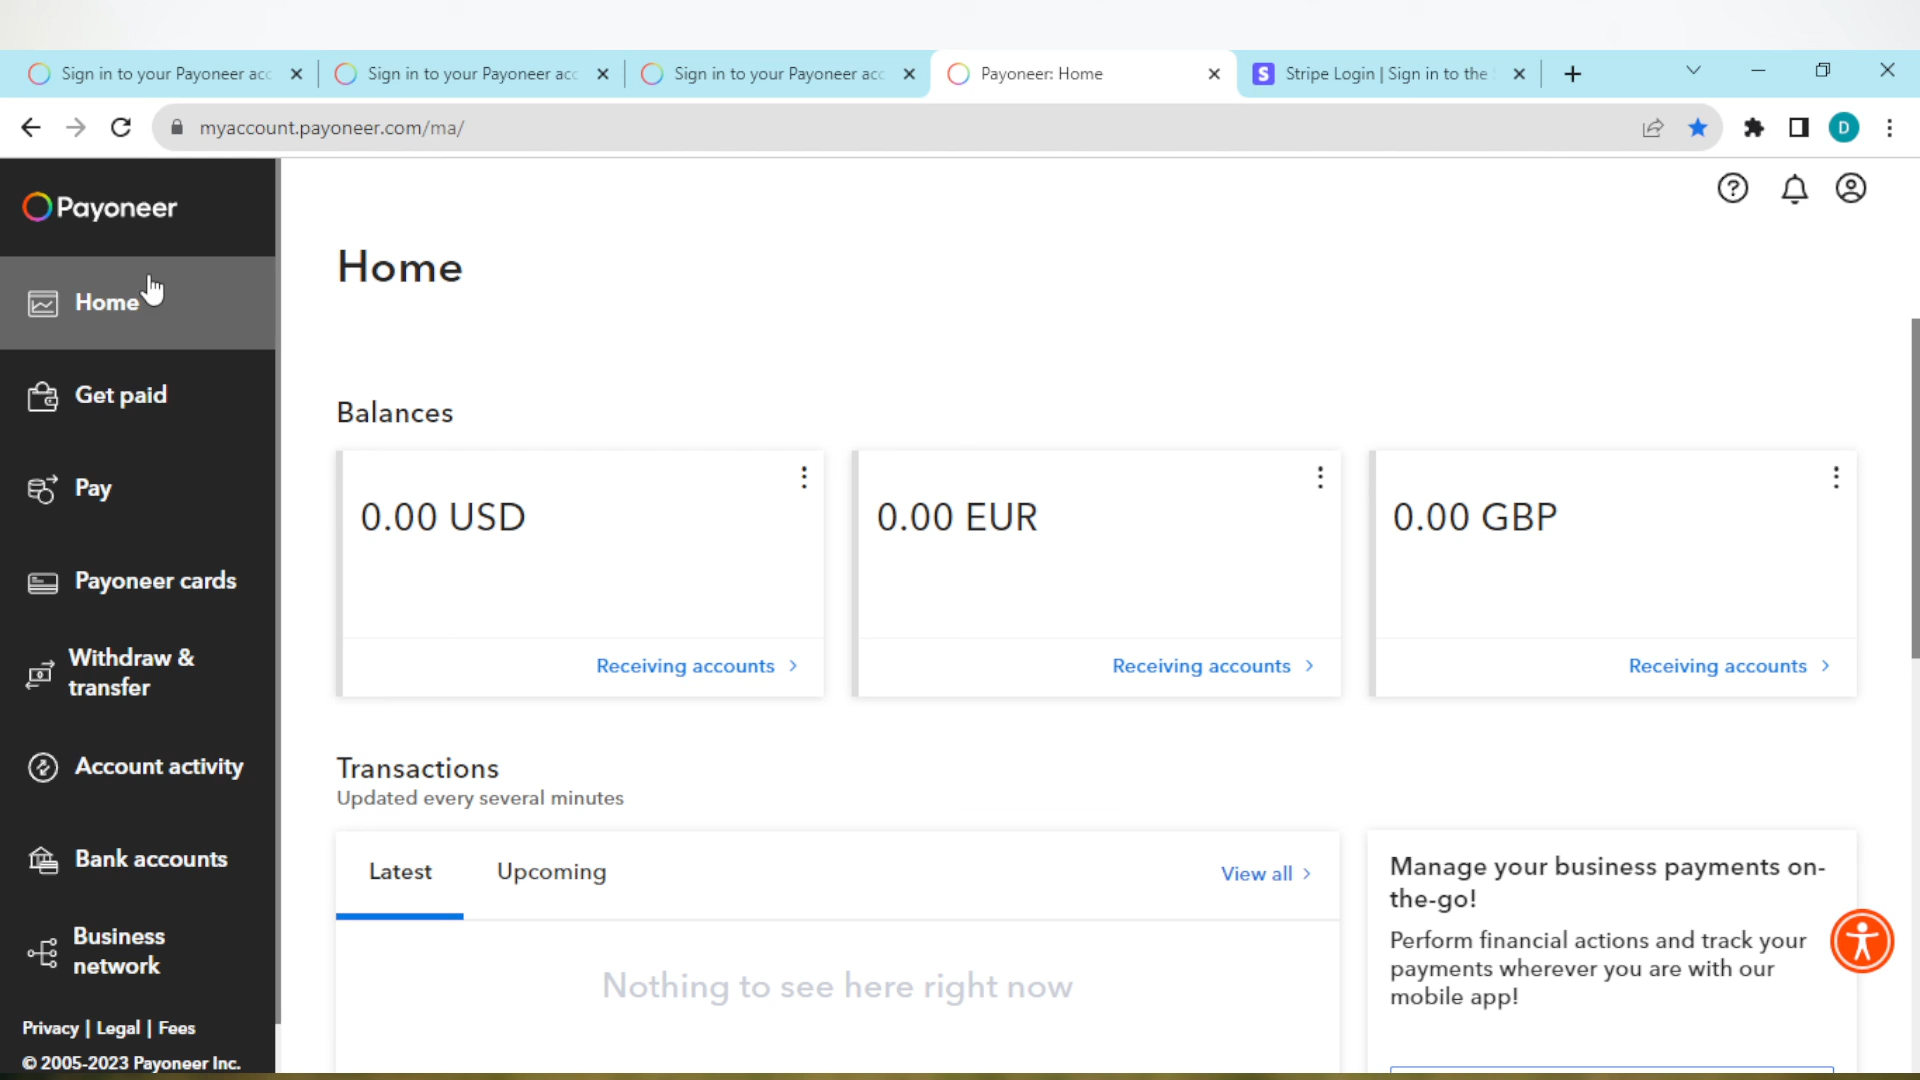 Sign in to your Payoneer acc
Sign in to your Payoneer acc
Sign in to your Payoneer acc
Payoneer: Home
S Stripe Login | Sign in to the
myaccount.payoneer.com/ma/
D
Payoneer
Home
Get paid
Pay
Payoneer cards
Withdraw &
transfer
Account activity
Bank accounts
Business
network
Privacy | Legal | Fees
© 2005-2023 Payoneer Inc.
Home
Balances
0.00 USD
Receiving accounts
0.00 EUR
Receiving accounts
0.00 GBP
Receiving accounts
Transactions
Updated every several minutes
Latest
Upcoming
View all
Nothing to see here right now
Manage your business payments on-
the-go!
Perform financial actions and track your
payments wherever you are with our
mobile app!